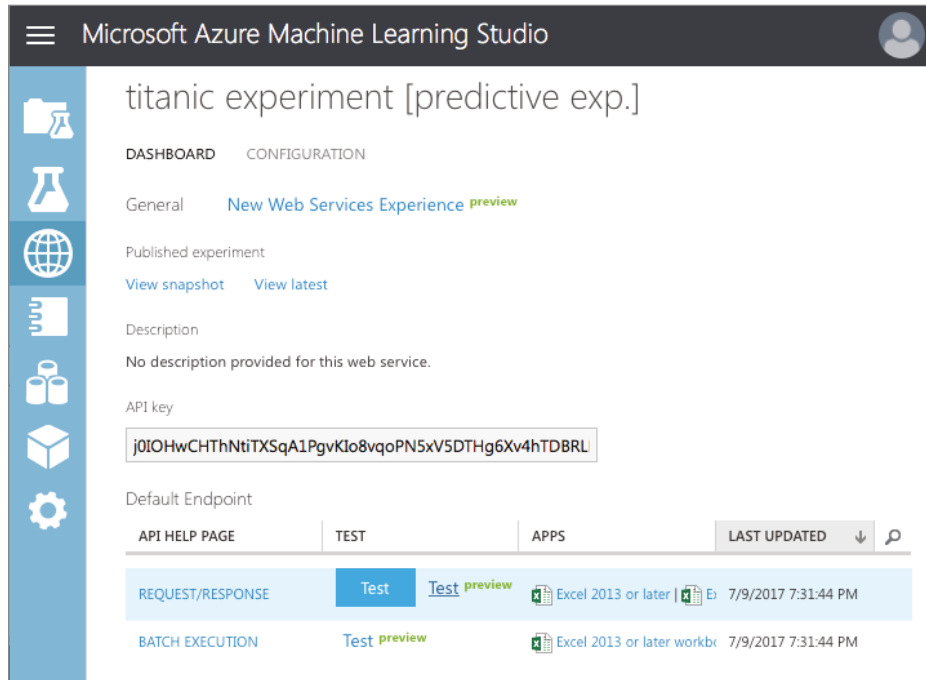 Microsoft Azure Machine Learning Studio
titanic experiment [predictive exp.]
DASHBOARD CONFIGURATION
General New Web Services Experience preview
Published experiment
View snapshot View latest
Description
No description provided for this web service.
API key
j0IOHwCHThNtiTXSqA1PgvKIo8vqoPN5xV5DTHg6Xv4hTDBRL
Default Endpoint
API HELP PAGE TEST APPS LAST UPDATED
REQUEST/RESPONSE Test Test preview Excel 2013 or later | 7/9/2017 7:31:44 PM
BATCH EXECUTION Test preview Excel 2013 or later 7/9/2017 7:31:44 PM